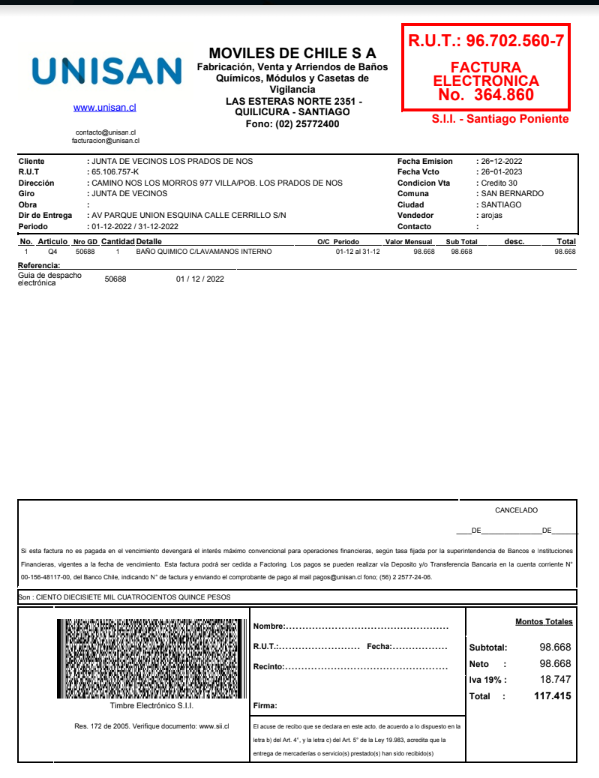 UNISAN
www.unisan.cl
contacto@unisan.cl
facturacion@unisan.cl
MOVILES DE CHILE S A
Fabricación, Venta y Arriendos de Baños
Químicos, Módulos y Casetas de
Vigilancia
LAS ESTERAS NORTE 2351 -
QUILICURA - SANTIAGO
Fono: (02) 25772400
R.U.T.: 96.702.560-7
FACTURA
ELECTRONICA
No. 364.860
S.I.I. - Santiago Poniente
Cliente : JUNTA DE VECINOS LOS PRADOS DE NOS Fecha Emision : 26-12-2022
R.U.T : 65.106.757-K Fecha Vcto : 26-01-2023
Dirección : CAMINO NOS LOS MORROS 977 VILLA/POB. LOS PRADOS DE NOS Condicion Vta : Credito 30
Giro : JUNTA DE VECINOS Comuna : SAN BERNARDO
Obra : Ciudad : SANTIAGO
Dir de Entrega : AV PARQUE UNION ESQUINA CALLE CERRILLO S/N Vendedor : arojas
Periodo : 01-12-2022 / 31-12-2022 Contacto :
No. Articulo Nro GD Cantidad Detalle O/C Periodo Valor Mensual Sub Total desc. Total
1 Q4 50688 1 BAÑO QUIMICO C/LAVAMANOS INTERNO 01-12 al 31-12 98.668 98.668 98.668
Referencia:
Guia de despacho
electrónica 50688 01 / 12 / 2022
CANCELADO
____DE________________DE_______
Si esta factura no es pagada en el vencimiento devengará el interés máximo convencional para operaciones financieras, según tasa fijada por la superintendencia de Bancos e Instituciones
Financieras, vigentes a la fecha de vencimiento. Esta factura podrá ser cedida a Factoring. Los pagos se pueden realizar vía Deposito y/o Transferencia Bancaria en la cuenta corriente N°
00-156-48117-00, del Banco Chile, indicando N° de factura y enviando el comprobante de pago al mail pagos@unisan.cl fono; (56) 2 2577-24-06.
Son : CIENTO DIECISIETE MIL CUATROCIENTOS QUINCE PESOS
Timbre Electrónico S.I.I.
Res. 172 de 2005. Verifique documento: www.sii.cl
Nombre:................................................
R.U.T.:........................ Fecha:................
Recinto:................................................
Firma:
El acuse de recibo que se declara en este acto, de acuerdo a lo dispuesto en la
letra b) del Art. 4°, y la letra c) del Art. 5° de la Ley 19.983, acredita que la
entrega de mercaderías o servicio(s) prestado(s) han sido recibido(s)
Montos Totales
Subtotal: 98.668
Neto : 98.668
Iva 19% : 18.747
Total : 117.415